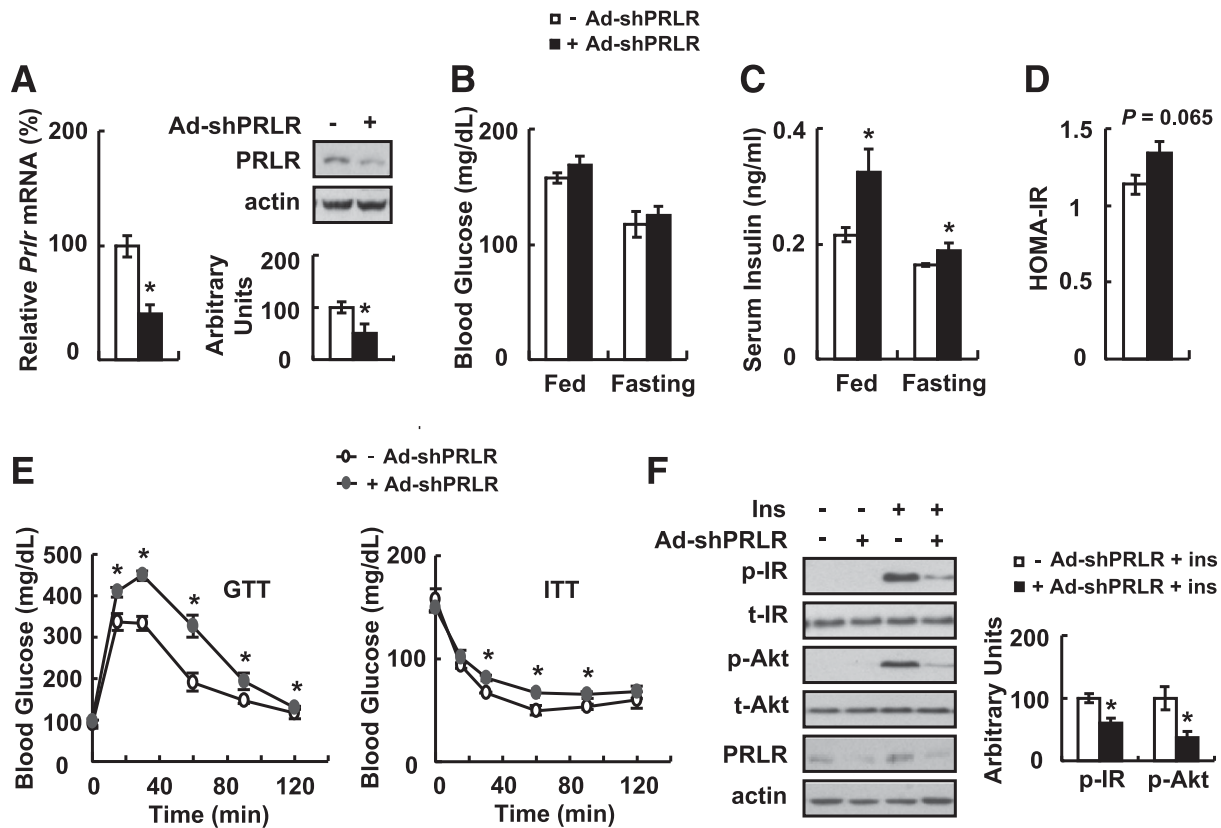 - Ad-shPRLR
+ Ad-shPRLR
A
Relative Prlr mRNA (%)
200
100
0
Ad-shPRLR - +
PRLR
actin
Arbitrary
Units
200
100
0
*
*
B
Blood Glucose (mg/dL)
200
100
0
Fed Fasting
C
Serum Insulin (ng/ml)
0.4
0.2
0
*
*
Fed Fasting
D
P = 0.065
HOMA-IR
1.5
1
0.5
0
E
- Ad-shPRLR
+ Ad-shPRLR
Blood Glucose (mg/dL)
500
400
300
200
100
0
* * * * *
GTT
0 40 80 120
Time (min)
Blood Glucose (mg/dL)
200
100
0
ITT
* * *
0 40 80 120
Time (min)
F
Ins - - + +
Ad-shPRLR - + - +
p-IR
t-IR
p-Akt
t-Akt
PRLR
actin
- Ad-shPRLR + ins
+ Ad-shPRLR + ins
Arbitrary Units
200
100
0
*
*
p-IR p-Akt